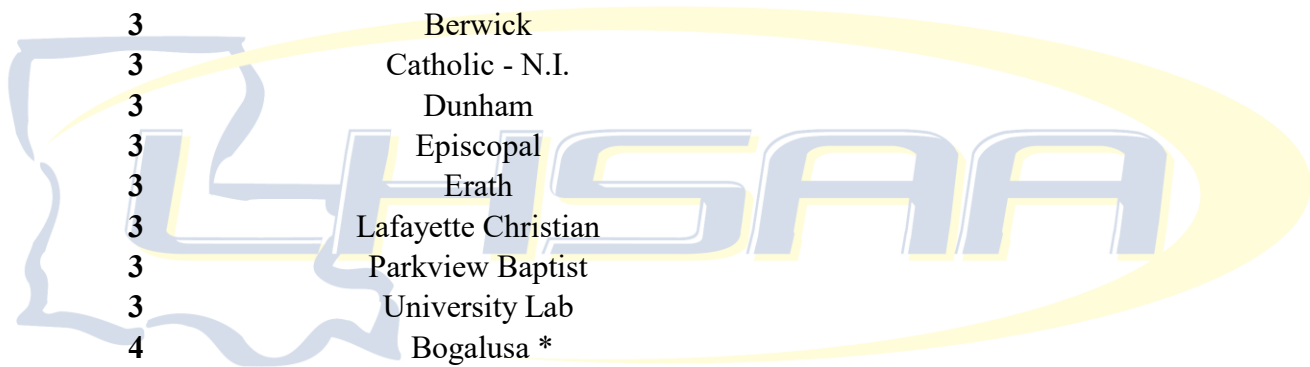 3 Berwick
3 Catholic - N.I.
3 Dunham
3 Episcopal
3 Erath
3 Lafayette Christian
3 Parkview Baptist
3 University Lab
4 Bogalusa *
LHSAA